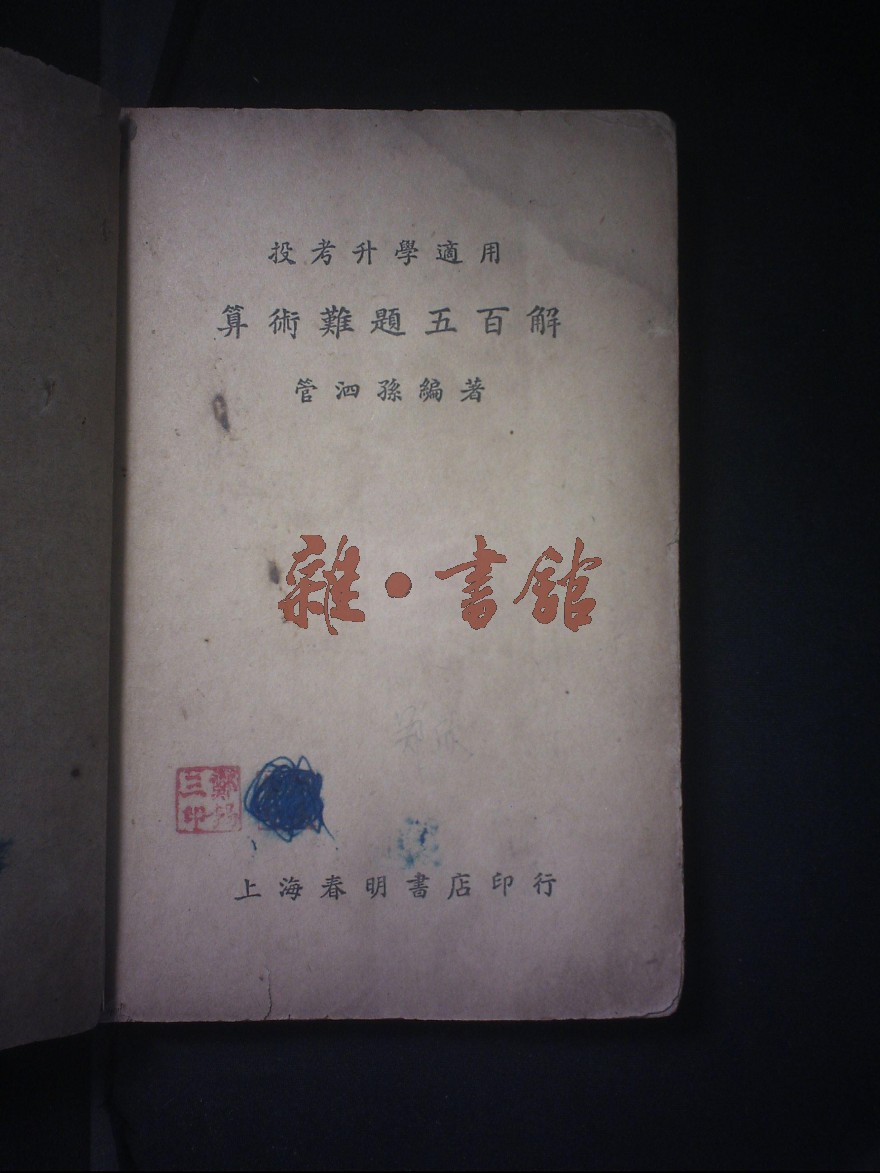 投考升學適用
算術難題五百解
管泗孫編著
雜·書館
上海春明書店印行